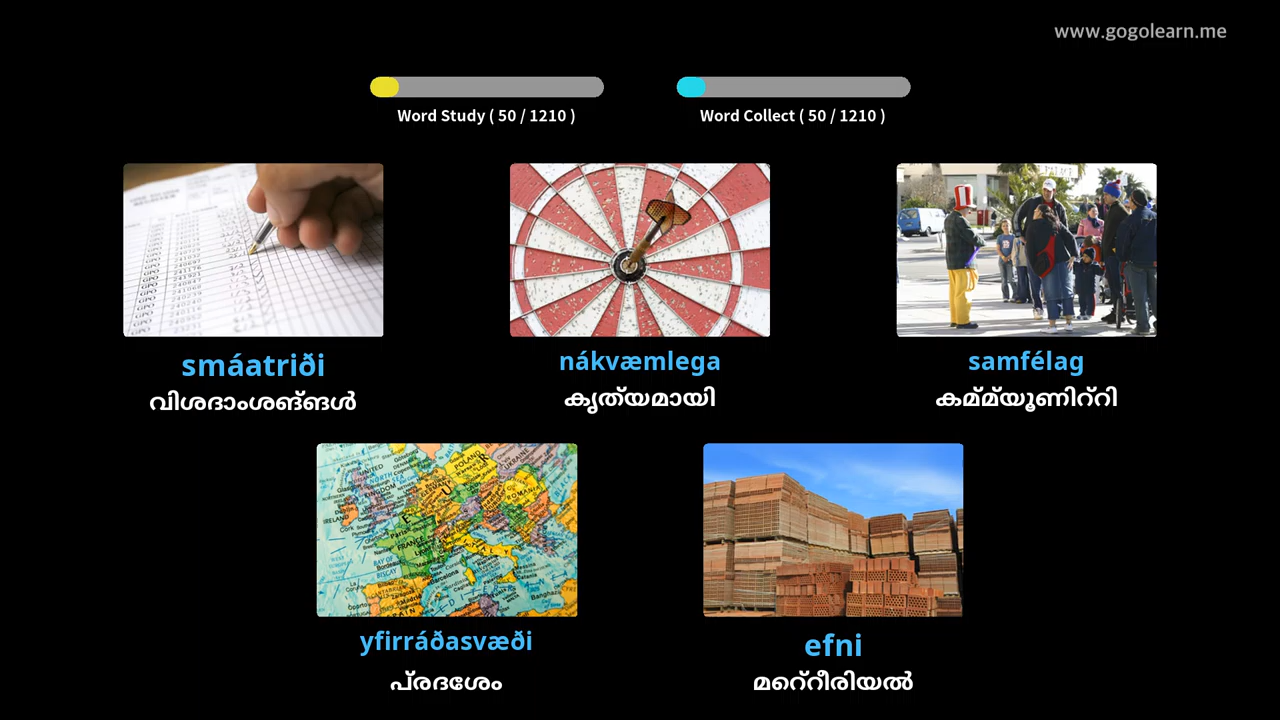 www.gogolearn.me
Word Study ( 50 / 1210 )
Word Collect ( 50 / 1210 )
smáatriði
വിശദാംശങ്ങൾ
nákvæmlega
കൃത്യമായി
samfélag
കമ്മ്യൂണിറ്റി
yfirráðasvæði
പ്രദേശം
efni
മെറ്റീരിയൽ